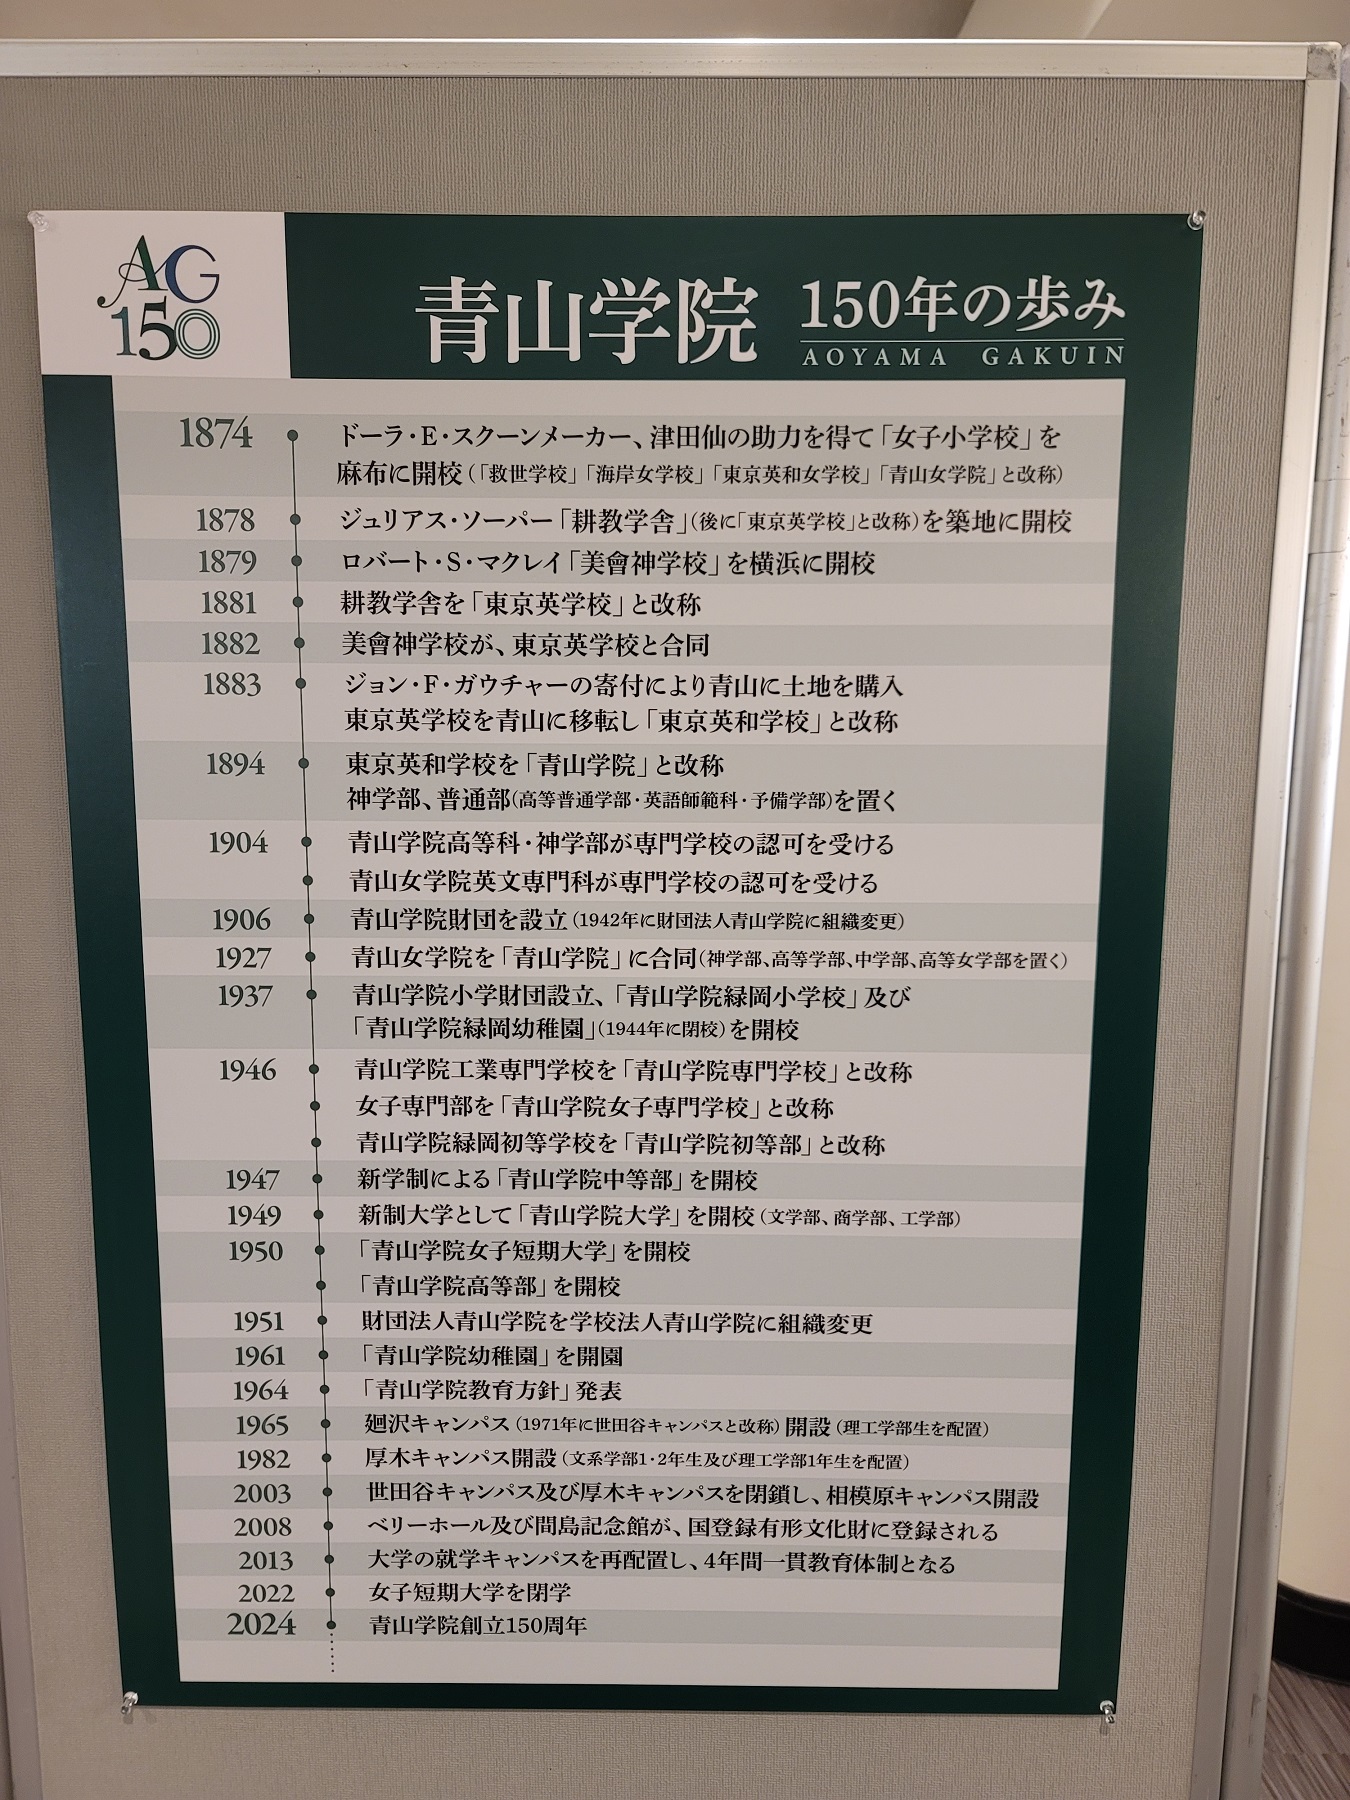 AG
150
青山学院 150年の歩み
AOYAMA GAKUIN
1874 ドーラ・E・スクーンメーカー、津田仙の助力を得て「女子小学校」を
麻布に開校(「救世学校」「海岸女学校」「東京英和女学校」「青山女学院」と改称)
1878 ジュリアス・ソーパー「耕教学舎」(後に「東京英学校」と改称)を築地に開校
1879 ロバート・S・マクレイ「美會神学校」を横浜に開校
1881 耕教学舎を「東京英学校」と改称
1882 美會神学校が、東京英学校と合同
1883 ジョン・F・ガウチャーの寄付により青山に土地を購入
東京英学校を青山に移転し「東京英和学校」と改称
1894 東京英和学校を「青山学院」と改称
神学部、普通部(高等普通学部・英語師範科・予備学部)を置く
1904 青山学院高等科・神学部が専門学校の認可を受ける
青山女学院英文専門科が専門学校の認可を受ける
1906 青山学院財団を設立(1942年に財団法人青山学院に組織変更)
1927 青山女学院を「青山学院」に合同(神学部、高等学部、中学部、高等女学部を置く)
1937 青山学院小学財団設立、「青山学院緑岡小学校」及び
「青山学院緑岡幼稚園」(1944年に閉校)を開校
1946 青山学院工業専門学校を「青山学院専門学校」と改称
女子専門部を「青山学院女子専門学校」と改称
青山学院緑岡初等学校を「青山学院初等部」と改称
1947 新学制による「青山学院中等部」を開校
1949 新制大学として「青山学院大学」を開校(文学部、商学部、工学部)
1950 「青山学院女子短期大学」を開校
「青山学院高等部」を開校
1951 財団法人青山学院を学校法人青山学院に組織変更
1961 「青山学院幼稚園」を開園
1964 「青山学院教育方針」発表
1965 廻沢キャンパス(1971年に世田谷キャンパスと改称)開設(理工学部生を配置)
1982 厚木キャンパス開設(文系学部1・2年生及び理工学部1年生を配置)
2003 世田谷キャンパス及び厚木キャンパスを閉鎖し、相模原キャンパス開設
2008 ベリーホール及び間島記念館が、国登録有形文化財に登録される
2013 大学の就学キャンパスを再配置し、4年間一貫教育体制となる
2022 女子短期大学を閉学
2024 青山学院創立150周年